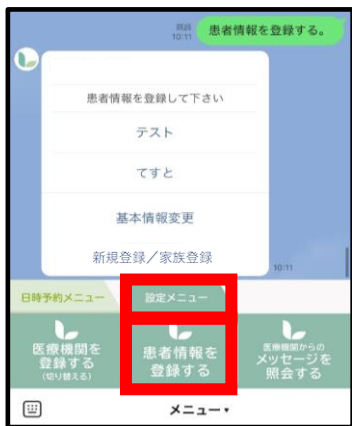 既読
10:11
患者情報を登録する。
患者情報を登録して下さい
テスト
てすと
基本情報変更
新規登録／家族登録
10:11
日時予約メニュー
設定メニュー
医療機関を
登録する
(切り替える)
患者情報を
登録する
医療機関からの
メッセージを
照会する
メニュー▼